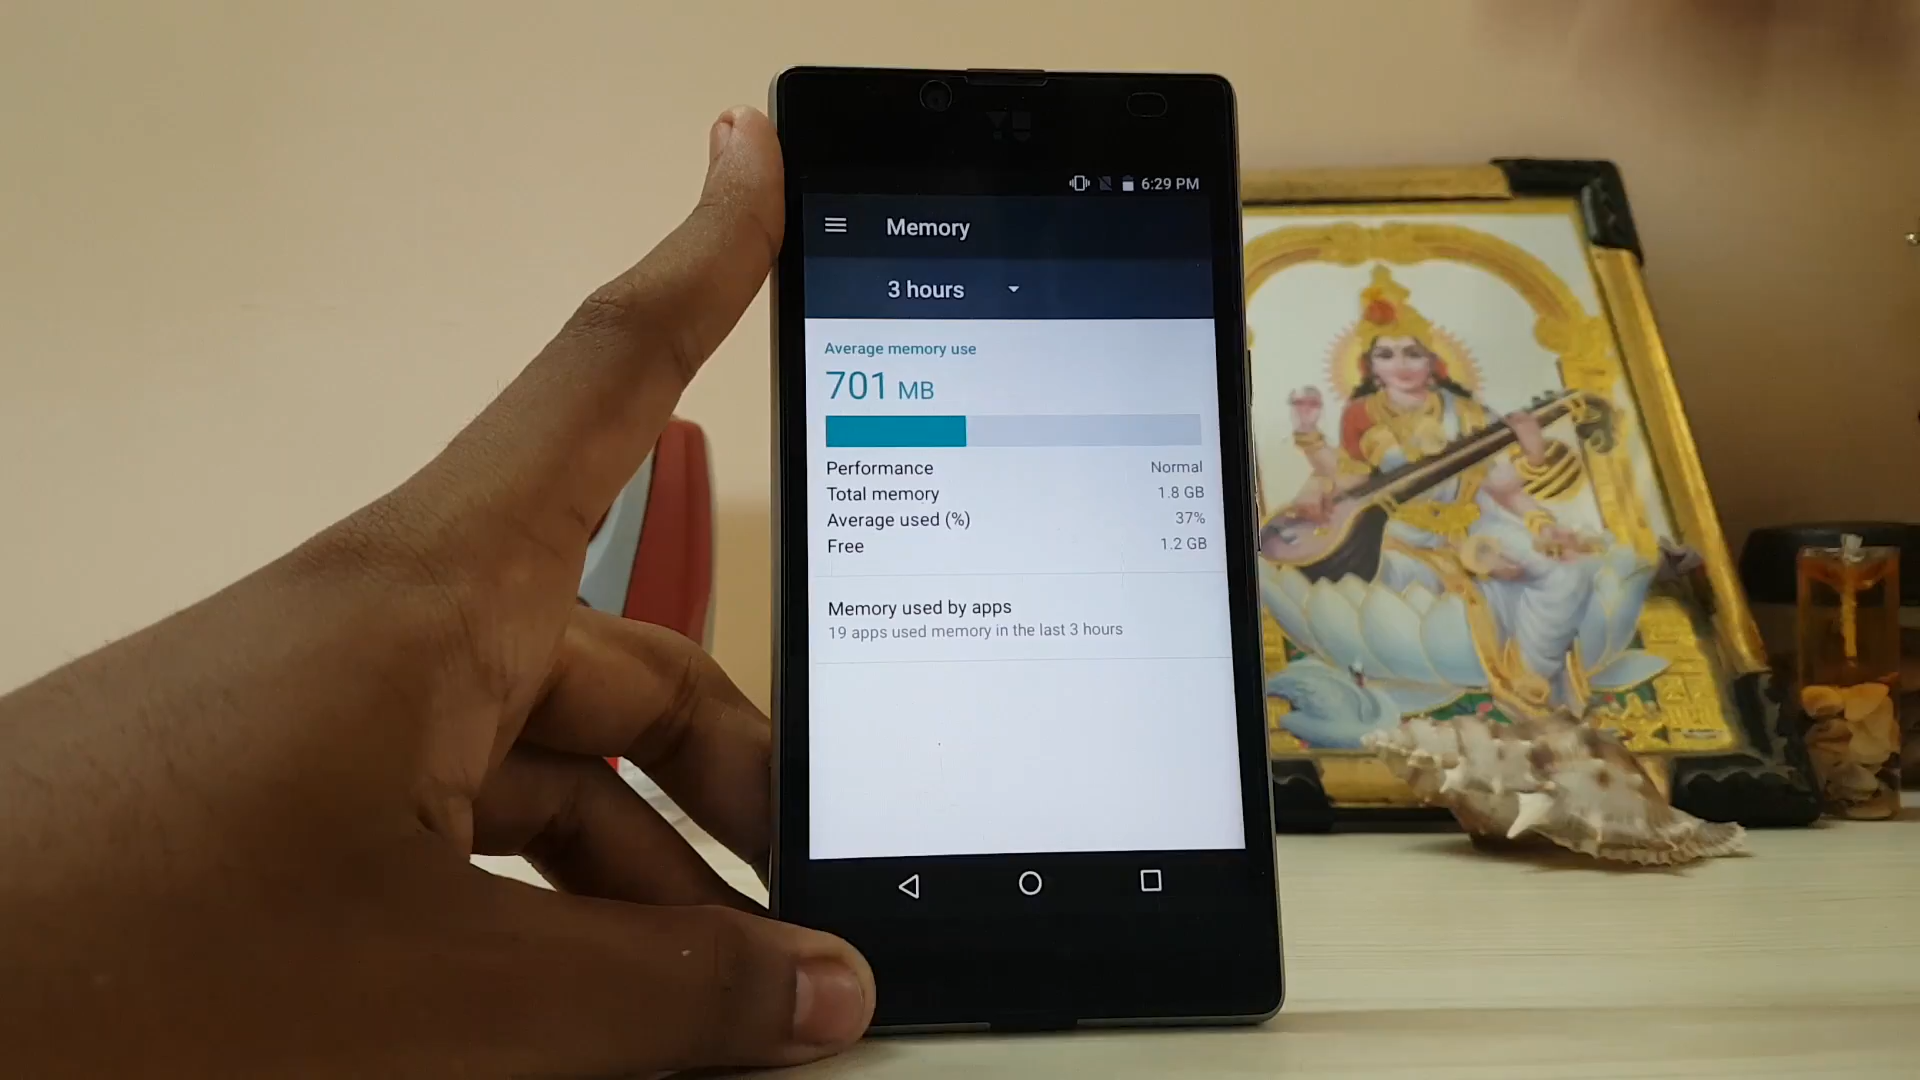 YU
6:29 PM
Memory
3 hours
Average memory use
701 MB
Performance Normal
Total memory 1.8 GB
Average used (%) 37%
Free 1.2 GB
Memory used by apps
19 apps used memory in the last 3 hours